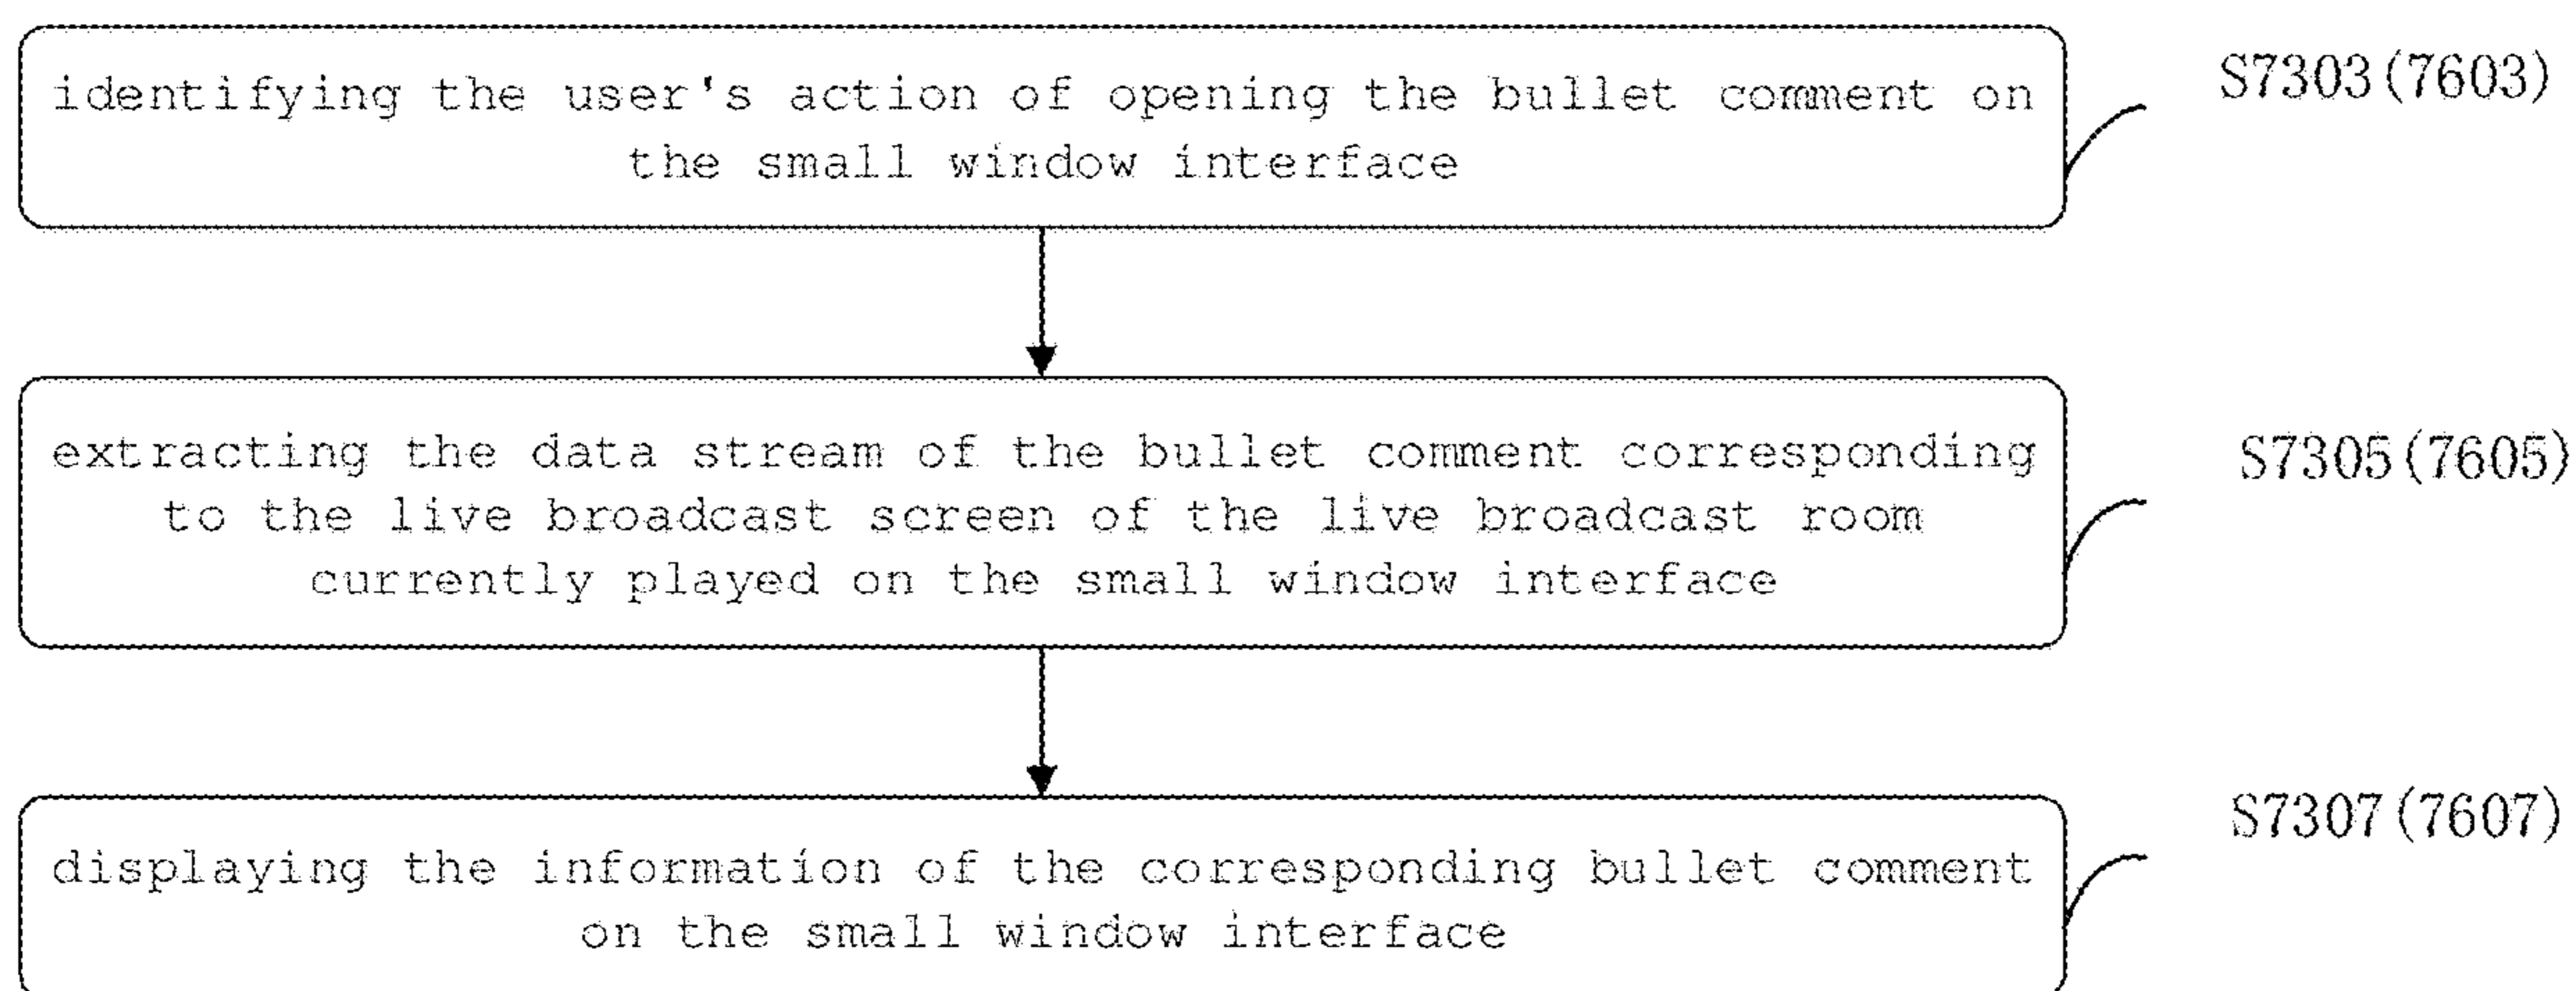 identifying the user's action of opening the bullet comment on
the small window interface
S7303(7603)
extracting the data stream of the bullet comment corresponding
to the live broadcast screen of the live broadcast room
currently played on the small window interface
S7305(7605)
displaying the information of the corresponding bullet comment
on the small window interface
S7307(7607)